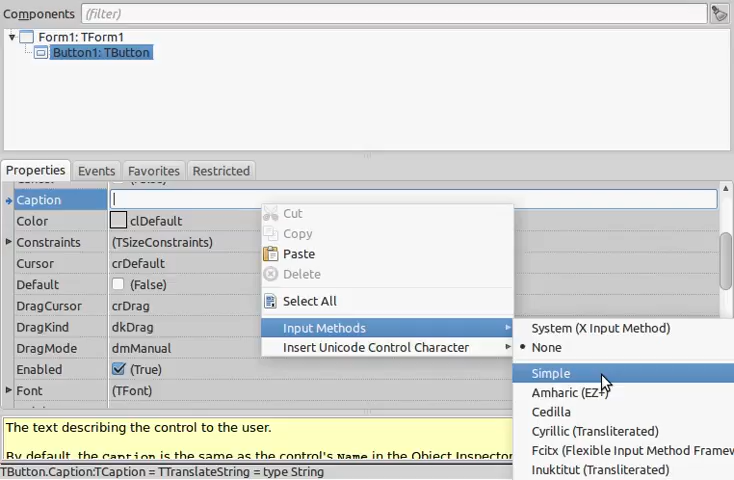 Components (filter)
Form1: TForm1
Button1: TButton
Properties Events Favorites Restricted
Caption
Color clDefault
Constraints (TSizeConstraints)
Cursor crDefault
Default (False)
DragCursor crDrag
DragKind dkDrag
DragMode dmManual
Enabled (True)
Font (TFont)
Cut
Copy
Paste
Delete
Select All
Input Methods
Insert Unicode Control Character
System (X Input Method)
None
Simple
Amharic (EZ+)
Cedilla
Cyrillic (Transliterated)
Fcitx (Flexible Input Method Framew
Inuktitut (Transliterated)
The text describing the control to the user.
By default, the Caption is the same as the control's Name in the Object Inspector
TButton.Caption:TCaption = TTranslateString = type String